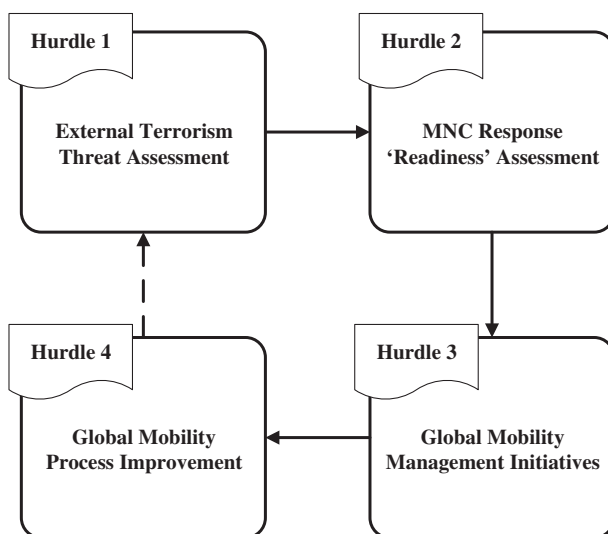 Hurdle 1
External Terrorism
Threat Assessment
Hurdle 2
MNC Response
‘Readiness’ Assessment
Hurdle 4
Global Mobility
Process Improvement
Hurdle 3
Global Mobility
Management Initiatives